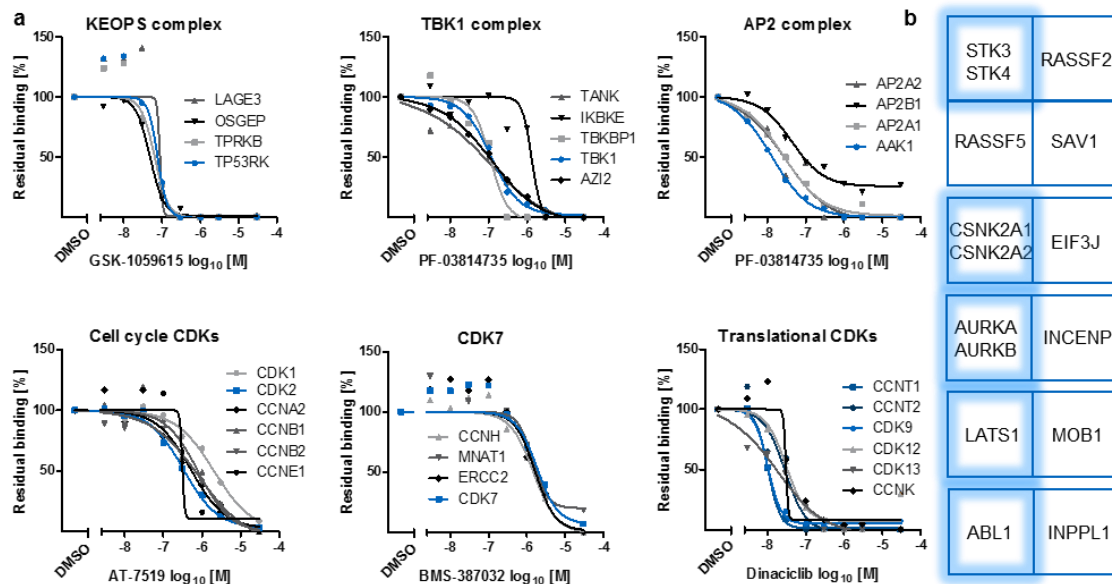 a
KEOPS complex
Residual binding [%]
150
100
50
LAGE3
OSGEP
TPRKB
TP53RK
DMSO
-8
-7
-6
-5
-4
GSK-1059615 log10 [M]
TBK1 complex
Residual binding [%]
150
100
50
TANK
IKBKE
TBKBP1
TBK1
AZI2
DMSO
-8
-7
-6
-5
-4
PF-03814735 log10 [M]
AP2 complex
Residual binding [%]
150
100
50
AP2A2
AP2B1
AP2A1
AAK1
DMSO
-8
-7
-6
-5
-4
PF-03814735 log10 [M]
Cell cycle CDKs
Residual binding [%]
150
100
50
CDK1
CDK2
CCNA2
CCNB1
CCNB2
CCNE1
DMSO
-8
-7
-6
-5
-4
AT-7519 log10 [M]
CDK7
Residual binding [%]
150
100
50
CCNH
MNAT1
ERCC2
CDK7
DMSO
-8
-7
-6
-5
-4
BMS-387032 log10 [M]
Translational CDKs
Residual binding [%]
150
100
50
CCNT1
CCNT2
CDK9
CDK12
CDK13
CCNK
DMSO
-8
-7
-6
-5
-4
Dinaciclib log10 [M]
b
STK3
STK4
RASSF2
RASSF5
SAV1
CSNK2A1
CSNK2A2
EIF3J
AURKA
AURKB
INCENP
LATS1
MOB1
ABL1
INPPL1